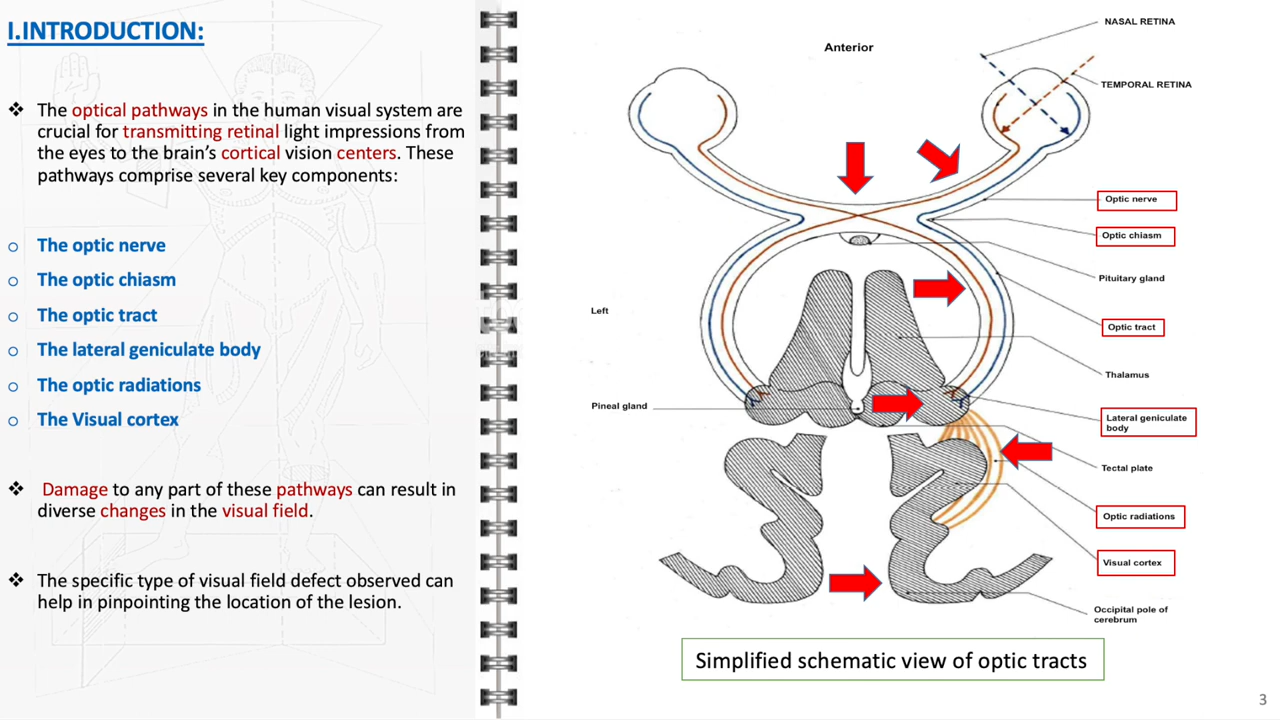 I.INTRODUCTION:
❖ The optical pathways in the human visual system are
crucial for transmitting retinal light impressions from
the eyes to the brain’s cortical vision centers. These
pathways comprise several key components:
o The optic nerve
o The optic chiasm
o The optic tract
o The lateral geniculate body
o The optic radiations
o The Visual cortex
❖ Damage to any part of these pathways can result in
diverse changes in the visual field.
❖ The specific type of visual field defect observed can
help in pinpointing the location of the lesion.
NASAL RETINA
Anterior
TEMPORAL RETINA
Optic nerve
Optic chiasm
Pituitary gland
Left
Optic tract
Thalamus
Pineal gland
Lateral geniculate
body
Tectal plate
Optic radiations
Visual cortex
Occipital pole of
cerebrum
Simplified schematic view of optic tracts
3